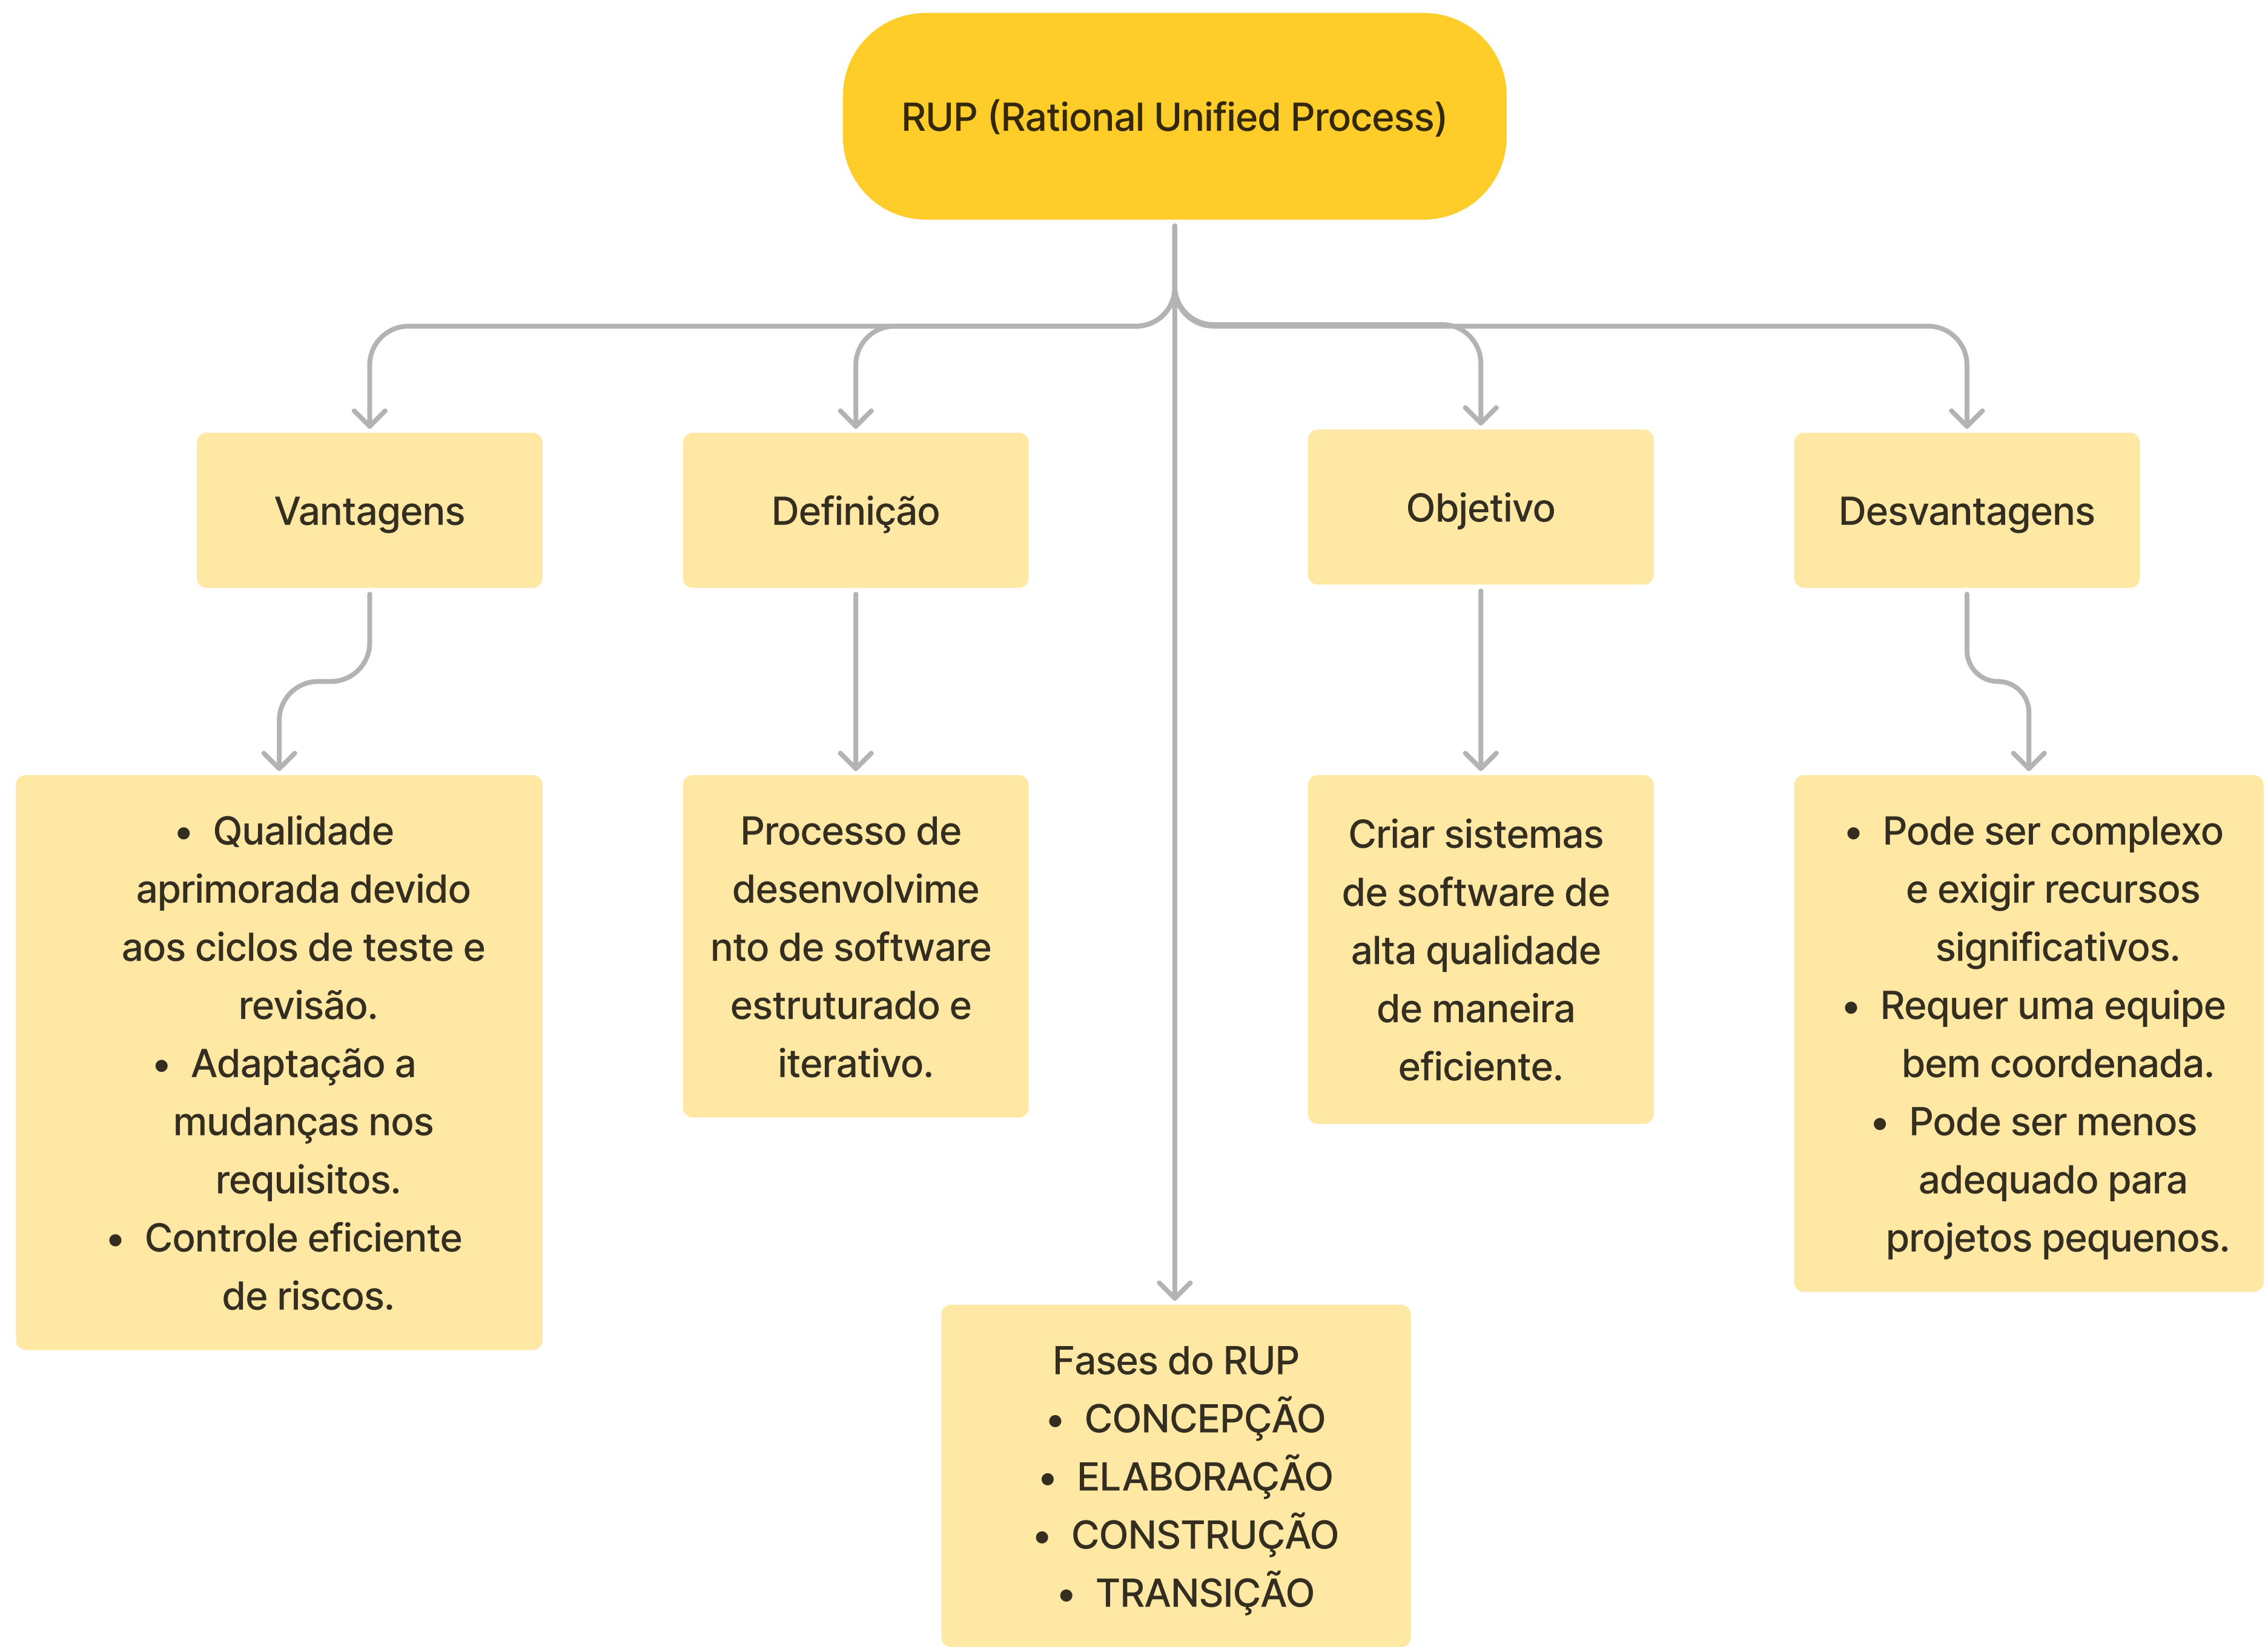 RUP (Rational Unified Process)
Vantagens
Definição
Objetivo
Desvantagens
• Qualidade
aprimorada devido
aos ciclos de teste e
revisão.
• Adaptação a
mudanças nos
requisitos.
• Controle eficiente
de riscos.
Processo de
desenvolvime
nto de software
estruturado e
iterativo.
Criar sistemas
de software de
alta qualidade
de maneira
eficiente.
• Pode ser complexo
e exigir recursos
significativos.
• Requer uma equipe
bem coordenada.
• Pode ser menos
adequado para
projetos pequenos.
Fases do RUP
• CONCEPÇÃO
• ELABORAÇÃO
• CONSTRUÇÃO
• TRANSIÇÃO